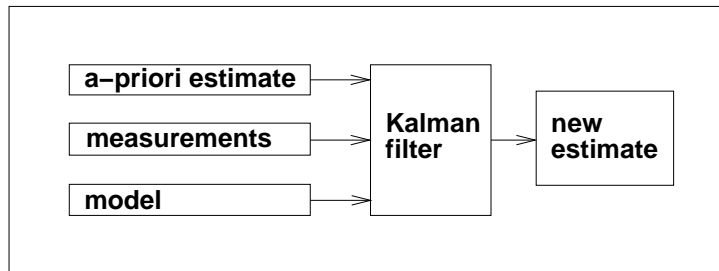 a–priori estimate
measurements
model
Kalman
filter
new
estimate